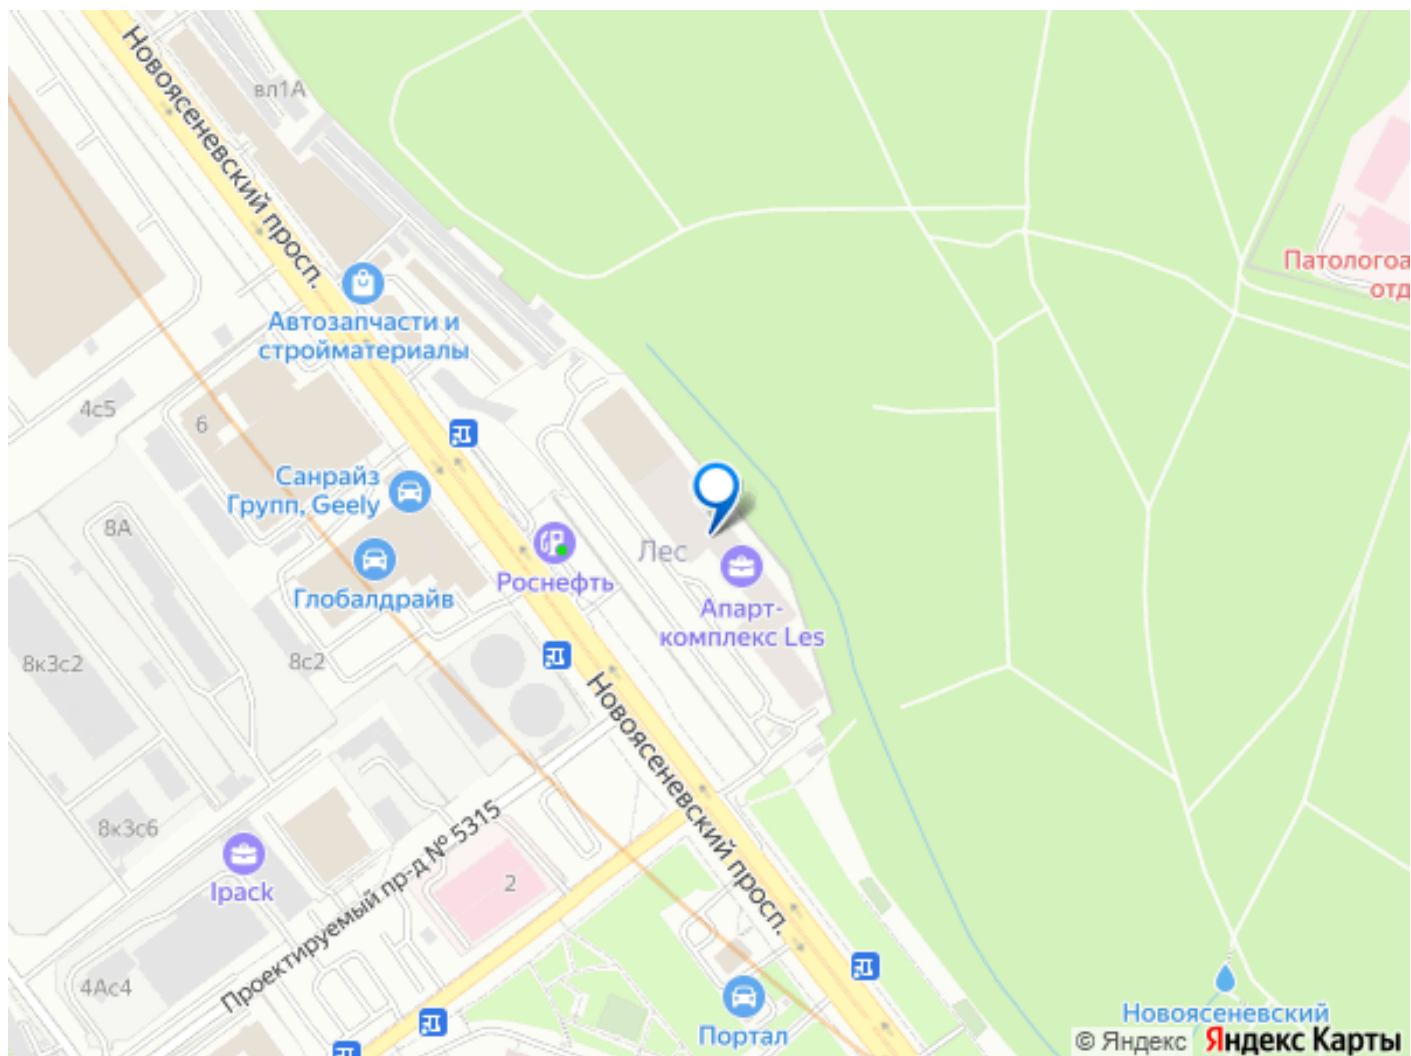 Новоясеневский просп.
вл1А
Патологоа
отд
Автозапчасти и
стройматериалы
4с5
6
Санрайз
Групп, Geely
8А
Лес
Роснефть
Глобалдрайв
Апарт-
комплекс Les
8к3с2
8с2
Новоясеневский просп.
8к3с6
Ipack
Проектируемый пр-д № 5315
2
4Ас4
Портал
Новоясеневский
© Яндекс Яндекс Карты